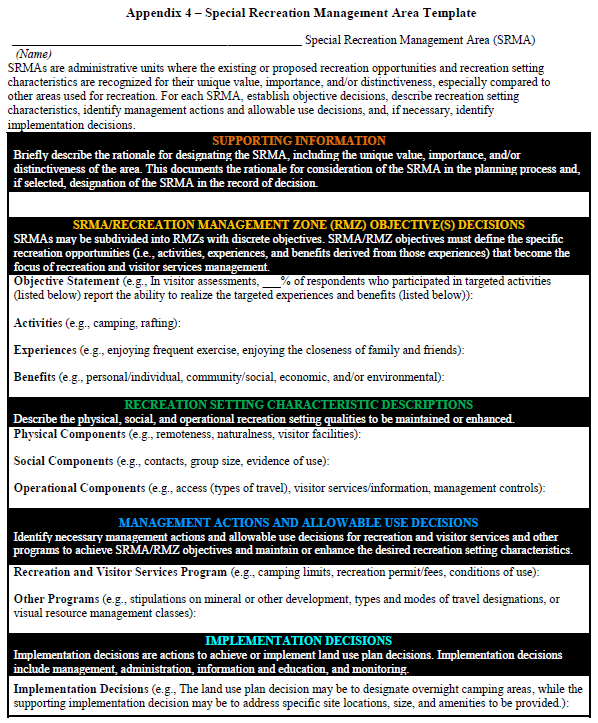 Appendix 4 – Special Recreation Management Area Template
________________________________________________ Special Recreation Management Area (SRMA)
(Name)
SRMAs are administrative units where the existing or proposed recreation opportunities and recreation setting
characteristics are recognized for their unique value, importance, and/or distinctiveness, especially compared to
other areas used for recreation. For each SRMA, establish objective decisions, describe recreation setting
characteristics, identify management actions and allowable use decisions, and, if necessary, identify
implementation decisions.
SUPPORTING INFORMATION
Briefly describe the rationale for designating the SRMA, including the unique value, importance, and/or
distinctiveness of the area. This documents the rationale for consideration of the SRMA in the planning process and,
if selected, designation of the SRMA in the record of decision.
SRMA/RECREATION MANAGEMENT ZONE (RMZ) OBJECTIVE(S) DECISIONS
SRMAs may be subdivided into RMZs with discrete objectives. SRMA/RMZ objectives must define the specific
recreation opportunities (i.e., activities, experiences, and benefits derived from those experiences) that become the
focus of recreation and visitor services management.
Objective Statement (e.g., In visitor assessments, ___% of respondents who participated in targeted activities
(listed below) report the ability to realize the targeted experiences and benefits (listed below)):
Activities (e.g., camping, rafting):
Experiences (e.g., enjoying frequent exercise, enjoying the closeness of family and friends):
Benefits (e.g., personal/individual, community/social, economic, and/or environmental):
RECREATION SETTING CHARACTERISTIC DESCRIPTIONS
Describe the physical, social, and operational recreation setting qualities to be maintained or enhanced.
Physical Components (e.g., remoteness, naturalness, visitor facilities):
Social Components (e.g., contacts, group size, evidence of use):
Operational Components (e.g., access (types of travel), visitor services/information, management controls):
MANAGEMENT ACTIONS AND ALLOWABLE USE DECISIONS
Identify necessary management actions and allowable use decisions for recreation and visitor services and other
programs to achieve SRMA/RMZ objectives and maintain or enhance the desired recreation setting characteristics.
Recreation and Visitor Services Program (e.g., camping limits, recreation permit/fees, conditions of use):
Other Programs (e.g., stipulations on mineral or other development, types and modes of travel designations, or
visual resource management classes):
IMPLEMENTATION DECISIONS
Implementation decisions are actions to achieve or implement land use plan decisions. Implementation decisions
include management, administration, information and education, and monitoring.
Implementation Decisions (e.g., The land use plan decision may be to designate overnight camping areas, while the
supporting implementation decision may be to address specific site locations, size, and amenities to be provided.):